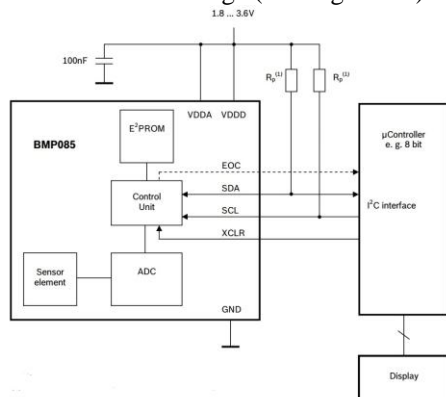 1.8 ... 3.6V
100nF
Rp(1)
Rp(1)
VDDA
VDDD
E2PROM
BMP085
µController
e. g. 8 bit
EOC
SDA
Control
Unit
SCL
I2C interface
XCLR
Sensor
element
ADC
GND
Display